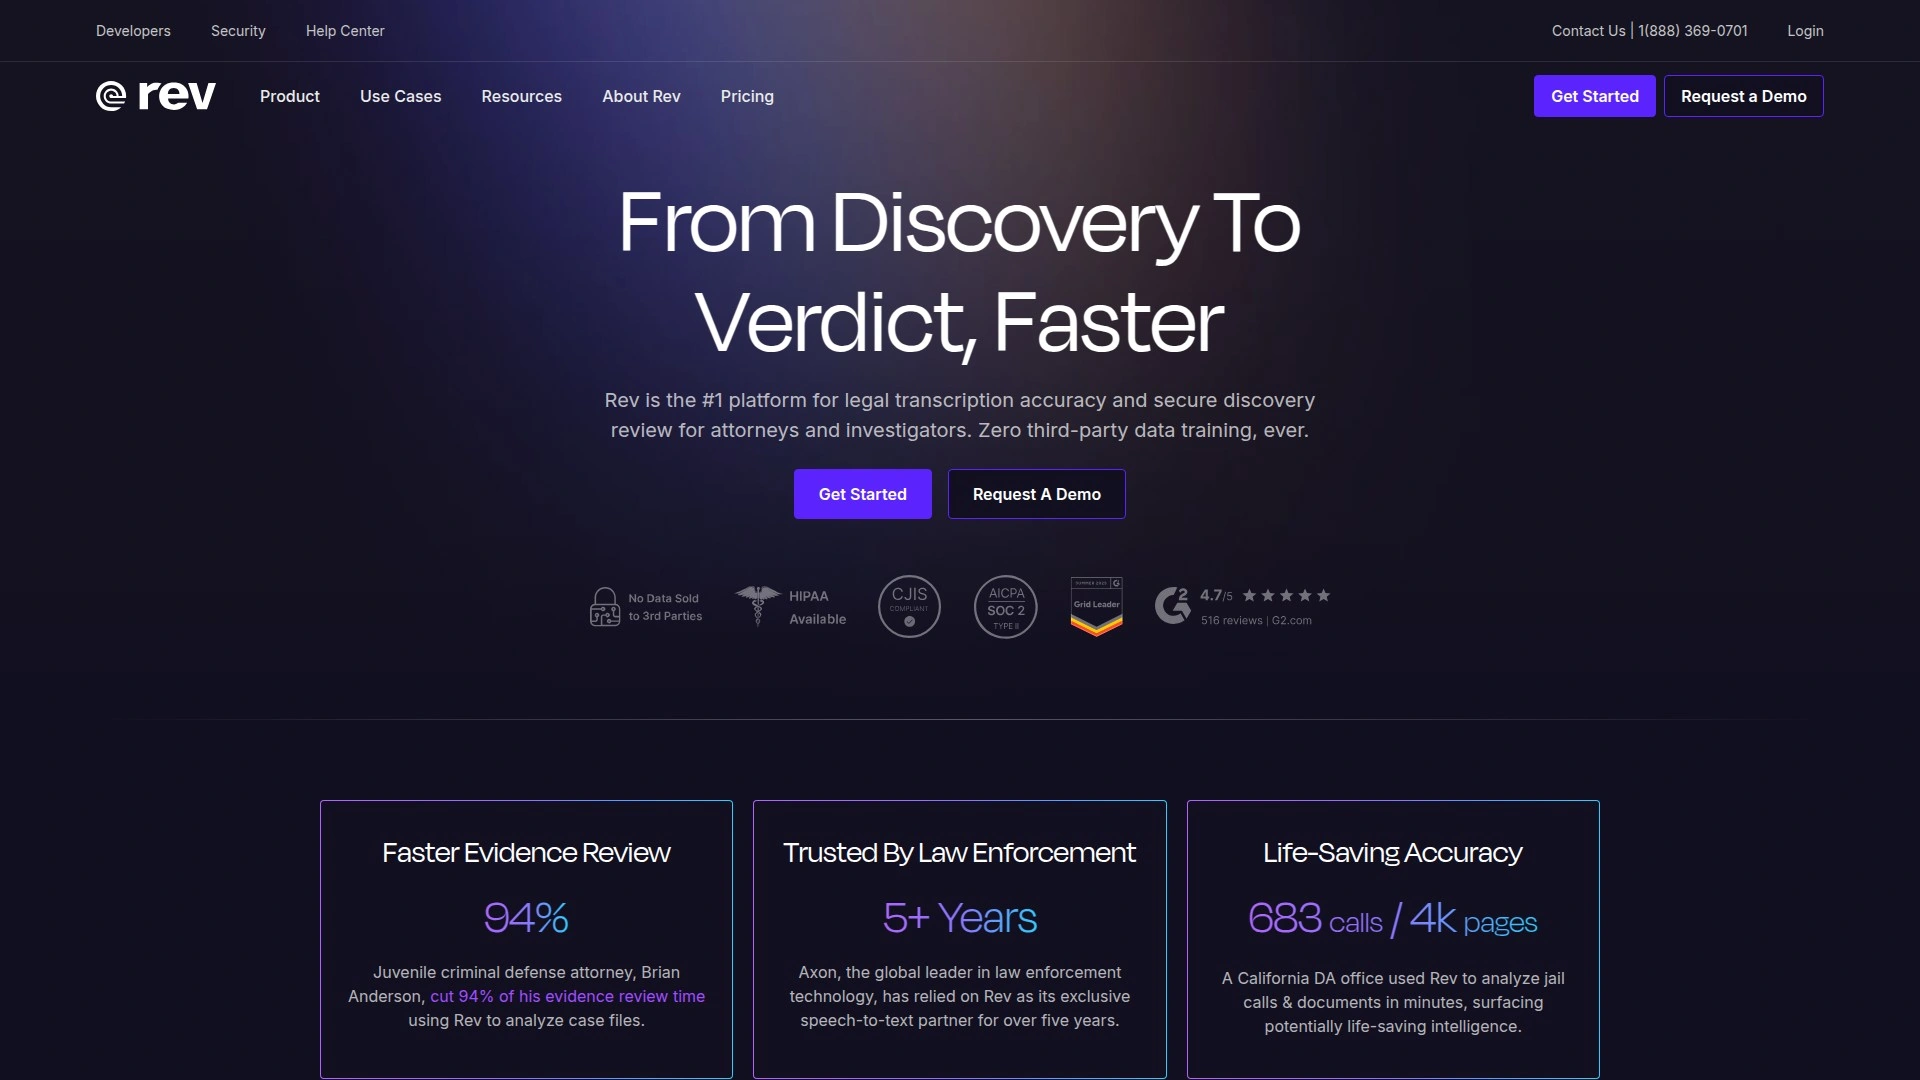 Developers Security Help Center Contact Us | 1(888) 369-0701 Login
rev Product Use Cases Resources About Rev Pricing Get Started Request a Demo
From Discovery To
Verdict, Faster
Rev is the #1 platform for legal transcription accuracy and secure discovery
review for attorneys and investigators. Zero third-party data training, ever.
Get Started Request A Demo
No Data Sold
to 3rd Parties
HIPAA
Available
CJIS
COMPLIANT
AICPA
SOC 2
TYPE II
SUMMER 2025
Grid Leader
G2
4.7/5
516 reviews | G2.com
Faster Evidence Review
94%
Juvenile criminal defense attorney, Brian
Anderson, cut 94% of his evidence review time
using Rev to analyze case files.
Trusted By Law Enforcement
5+ Years
Axon, the global leader in law enforcement
technology, has relied on Rev as its exclusive
speech-to-text partner for over five years.
Life-Saving Accuracy
683 calls / 4k pages
A California DA office used Rev to analyze jail
calls & documents in minutes, surfacing
potentially life-saving intelligence.